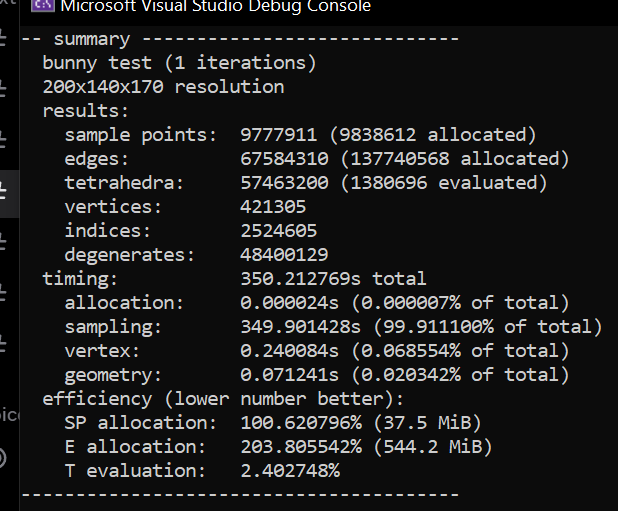 Microsoft Visual Studio Debug Console
-- summary -----------------------------
bunny test (1 iterations)
200x140x170 resolution
results:
sample points: 9777911 (9838612 allocated)
edges: 67584310 (137740568 allocated)
tetrahedra: 57463200 (1380696 evaluated)
vertices: 421305
indices: 2524605
degenerates: 48400129
timing: 350.212769s total
allocation: 0.000024s (0.000007% of total)
sampling: 349.901428s (99.911100% of total)
vertex: 0.240084s (0.068554% of total)
geometry: 0.071241s (0.020342% of total)
efficiency (lower number better):
SP allocation: 100.620796% (37.5 MiB)
E allocation: 203.805542% (544.2 MiB)
T evaluation: 2.402748%
----------------------------------------